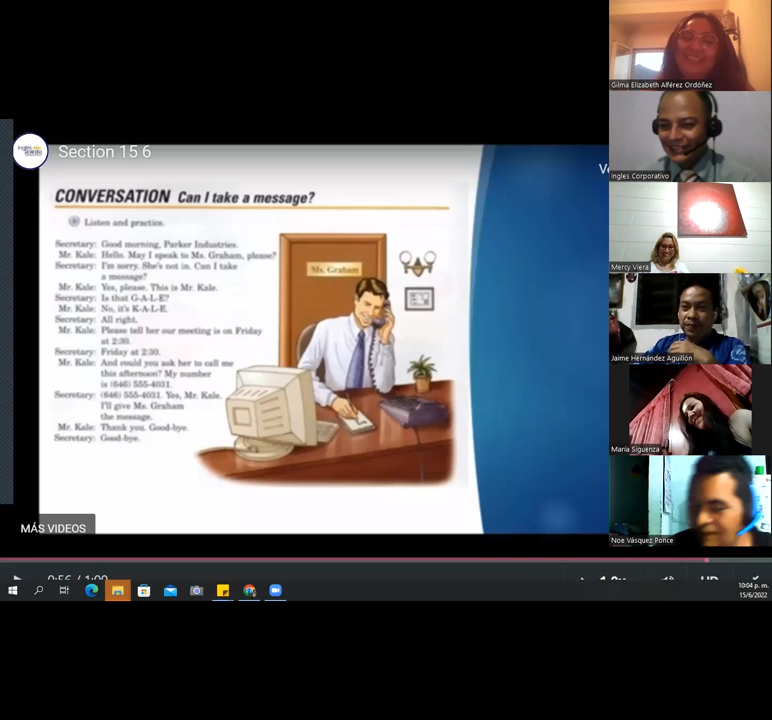 Section 15 6
CONVERSATION Can I take a message?
Listen and practice.
Secretary: Good morning, Parker Industries.
Mr. Kale: Hello. May I speak to Ms. Graham, please?
Secretary: I'm sorry. She's not in. Can I take
a message?
Mr. Kale: Yes, please. This is Mr. Kale.
Secretary: Is that G-A-L-E?
Mr. Kale: No, it's K-A-L-E.
Secretary: All right.
Mr. Kale: Please tell her our meeting is on Friday
at 2:30.
Secretary: Friday at 2:30.
Mr. Kale: And could you ask her to call me
this afternoon? My number
is (646) 555-4031.
Secretary: (646) 555-4031. Yes, Mr. Kale.
I'll give Ms. Graham
the message.
Mr. Kale: Thank you. Good-bye.
Secretary: Good-bye.
Ms. Graham
MÁS VIDEOS
0:56 / 1:00
Gilma Elizabeth Alférez Ordóñez
Ingles Corporativo
Mercy Viera
Jaime Hernández Aguillón
María Sigüenza
Noe Vásquez Ponce
10:04 p. m.
15/6/2022